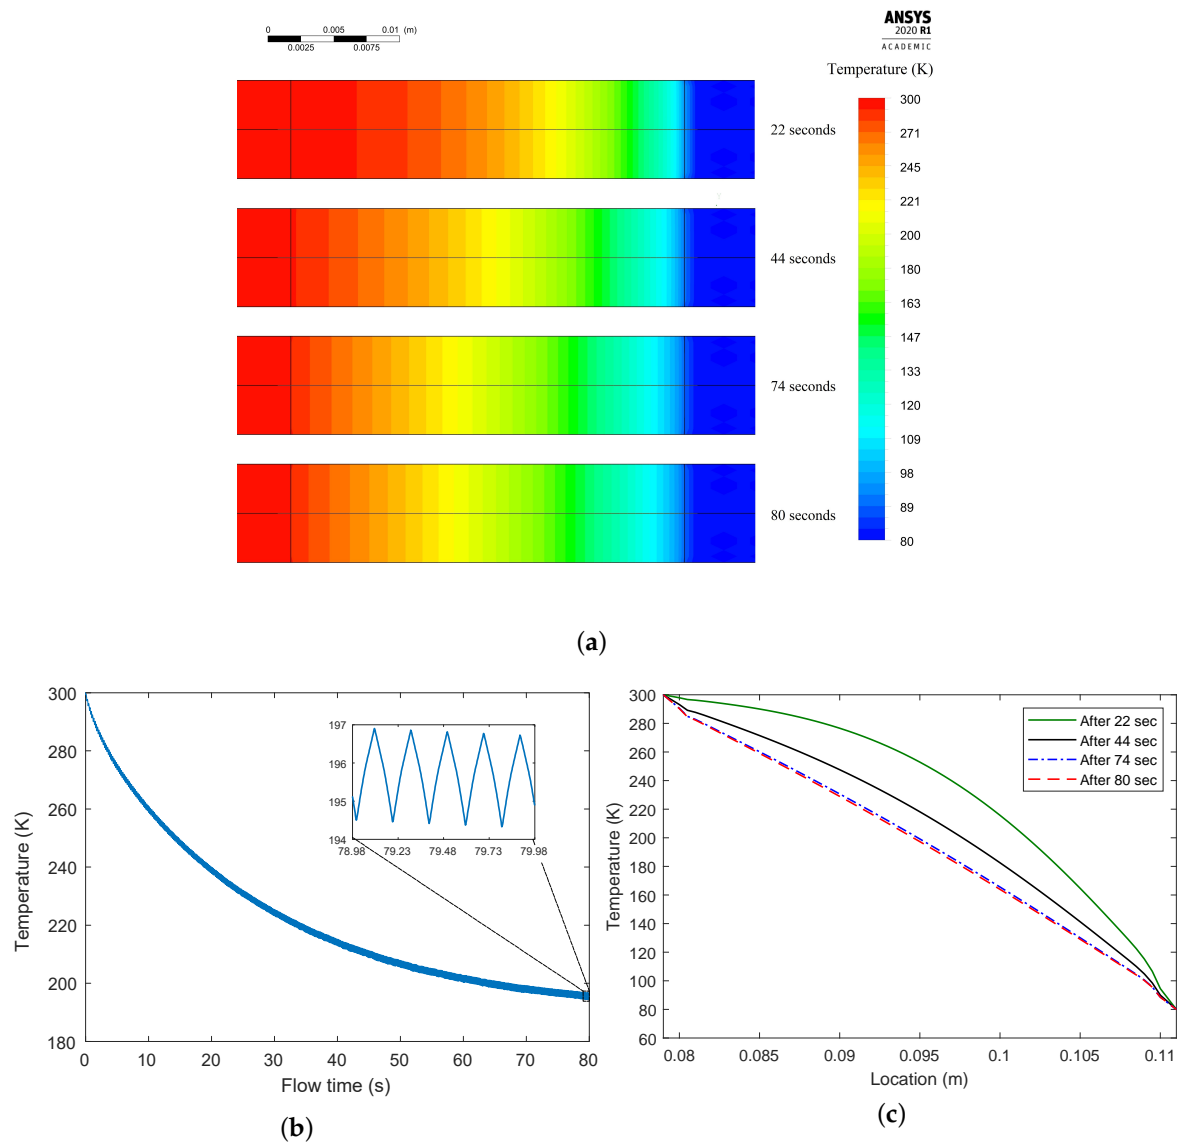 0 0.005 0.01 (m)
0.0025 0.0075
ANSYS
2020 R1
ACADEMIC
Temperature (K)
300
271
245
221
200
180
163
147
133
120
109
98
89
80
22 seconds
44 seconds
74 seconds
80 seconds
(a)
300
280
260
240
220
200
180
0 10 20 30 40 50 60 70 80
Temperature (K)
Flow time (s)
197
196
195
194
78.98 79.23 79.48 79.73 79.98
(b)
300
280
260
240
220
200
180
160
140
120
100
80
60
0.08 0.085 0.09 0.095 0.1 0.105 0.11
Temperature (K)
Location (m)
After 22 sec
After 44 sec
After 74 sec
After 80 sec
(c)